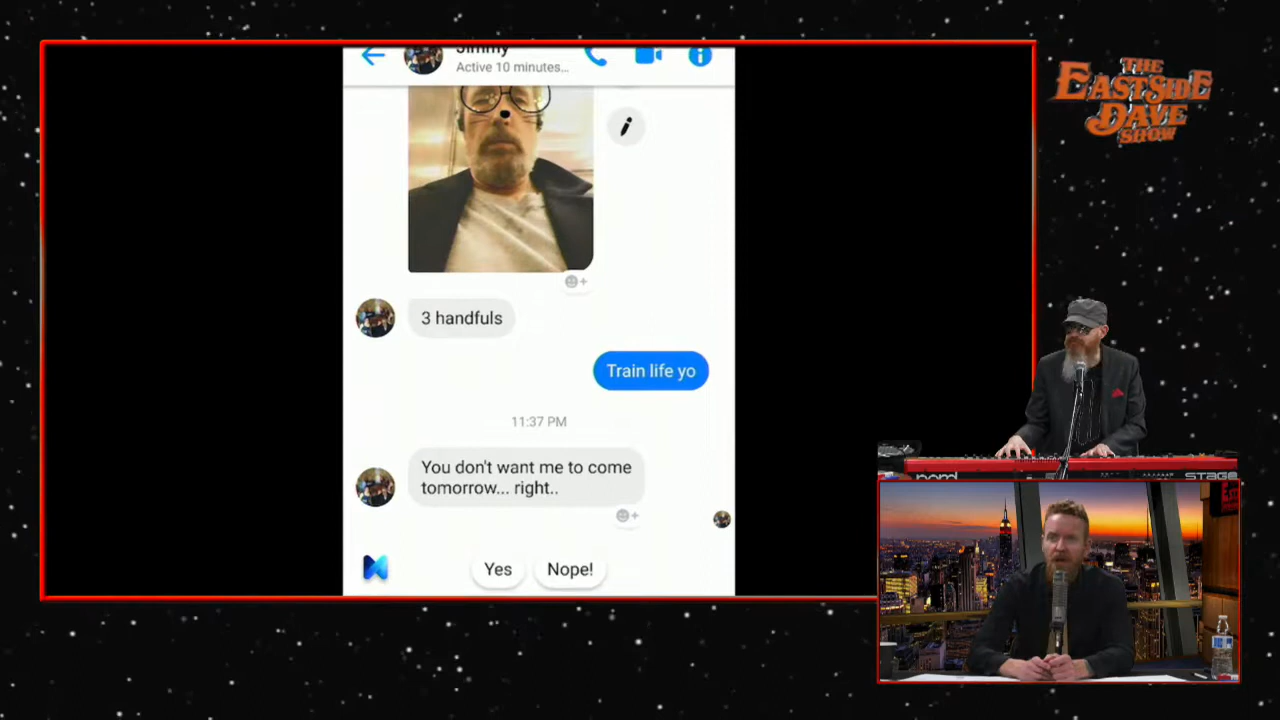 Jimmy
Active 10 minutes...
THE
EASTSIDE
DAVE
SHOW
3 handfuls
Train life yo
11:37 PM
You don't want me to come
tomorrow... right..
Yes
Nope!
nord
STAGE